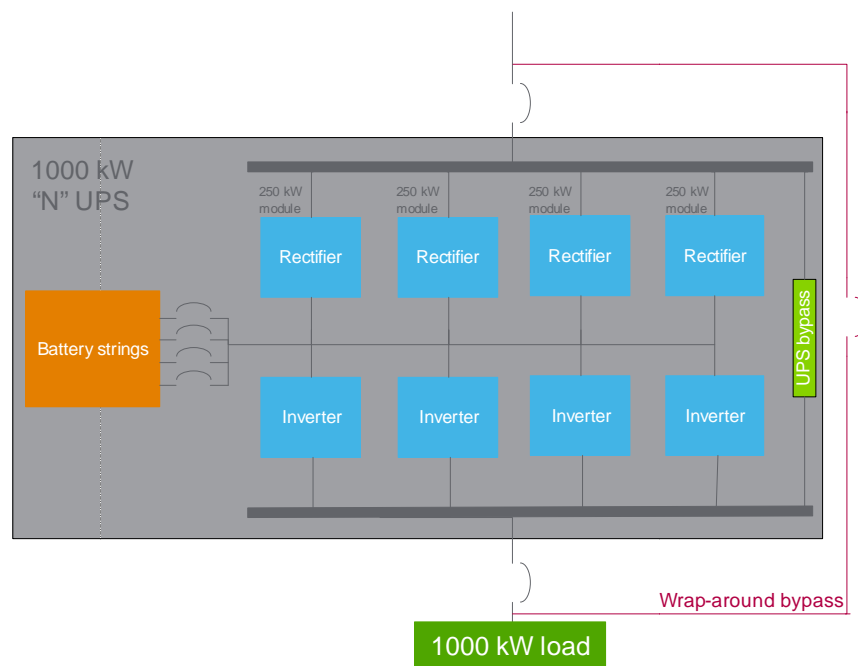 1000 kW
“N” UPS
250 kW
module
250 kW
module
250 kW
module
250 kW
module
Rectifier
Rectifier
Rectifier
Rectifier
Battery strings
UPS bypass
Inverter
Inverter
Inverter
Inverter
Wrap-around bypass
1000 kW load